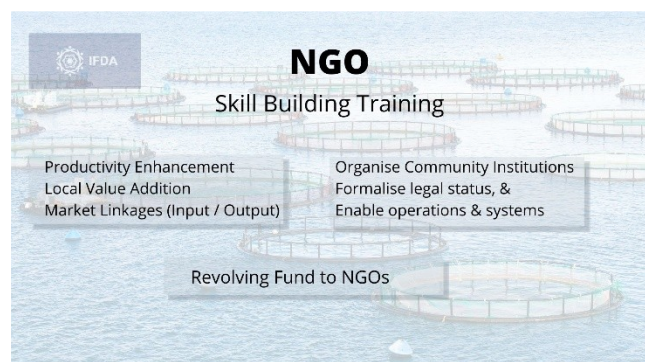 IFDA
NGO
Skill Building Training
Productivity Enhancement
Local Value Addition
Market Linkages (Input / Output)
Organise Community Institutions
Formalise legal status, &
Enable operations & systems
Revolving Fund to NGOs